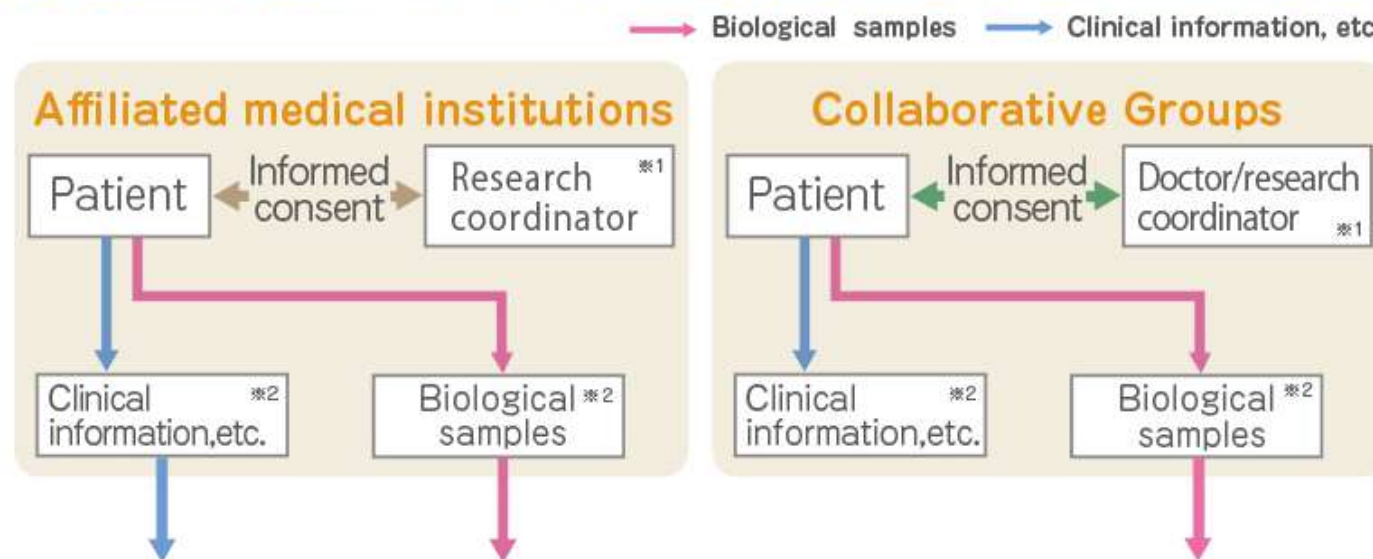 Biological samples
Clinical information, etc
Affiliated medical institutions
Patient
Informed
consent
Research ※1
coordinator
Clinical ※2
information,etc.
Biological ※2
samples
Collaborative Groups
Patient
Informed
consent
Doctor/research
coordinator
※1
Clinical ※2
information,etc.
Biological ※2
samples